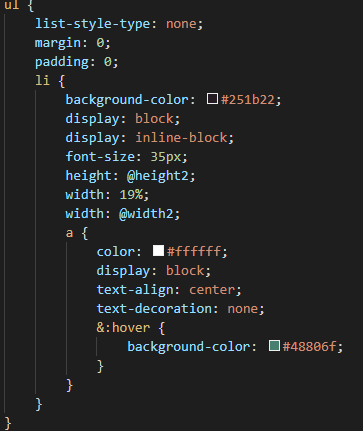 ul {
    list-style-type: none;
    margin: 0;
    padding: 0;
    li {
        background-color: #251b22;
        display: block;
        display: inline-block;
        font-size: 35px;
        height: @height2;
        width: 19%;
        width: @width2;
        a {
            color: #ffffff;
            display: block;
            text-align: center;
            text-decoration: none;
            &:hover {
                background-color: #48806f;
            }
        }
    }
}